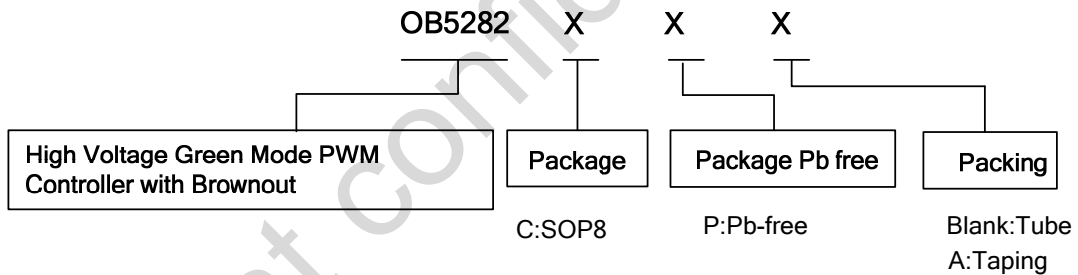 OB5282 X X X
High Voltage Green Mode PWM
Controller with Brownout
Package
Package Pb free
Packing
C:SOP8
P:Pb-free
Blank:Tube
A:Taping